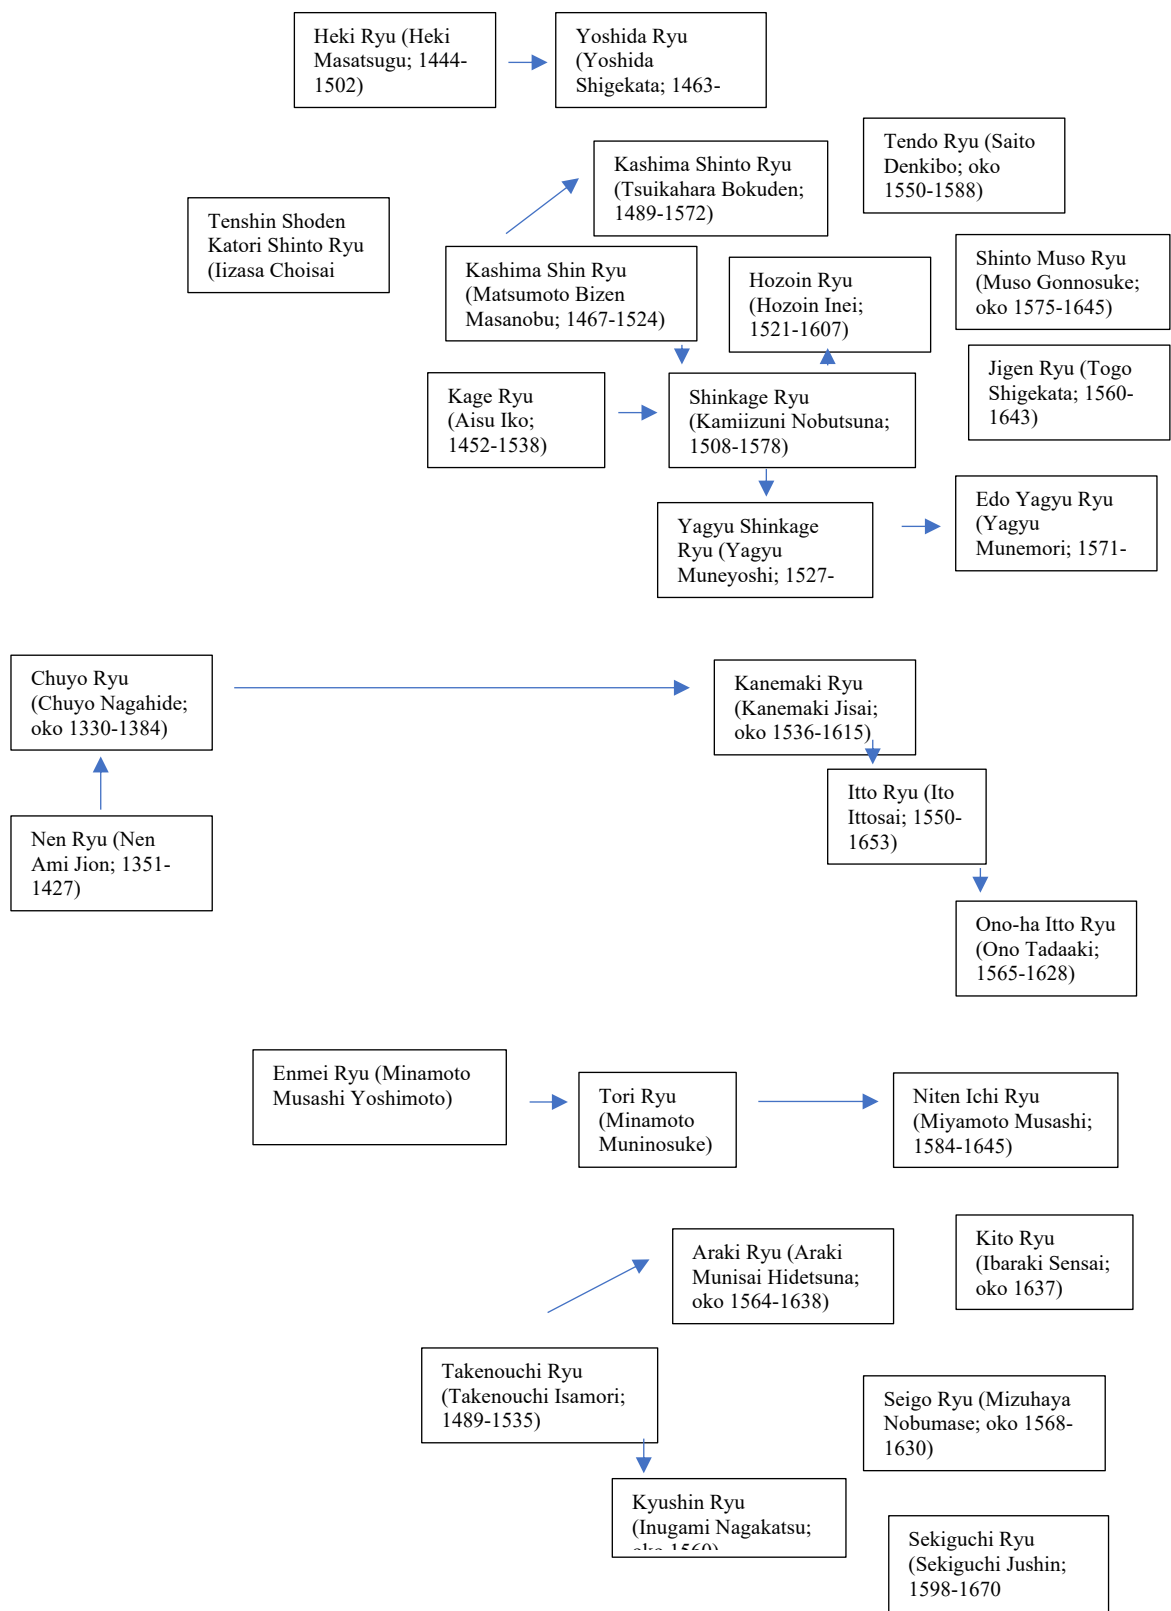 Heki Ryu (Heki
Masatsugu; 1444-
1502)
Yoshida Ryu
(Yoshida
Shigekata; 1463-
Tendo Ryu (Saito
Denkibo; oko
1550-1588)
Kashima Shinto Ryu
(Tsuikahara Bokuden;
1489-1572)
Tenshin Shoden
Katori Shinto Ryu
(Iizasa Choisai
Kashima Shin Ryu
(Matsumoto Bizen
Masanobu; 1467-1524)
Hozoin Ryu
(Hozoin Inei;
1521-1607)
Shinto Muso Ryu
(Muso Gonnosuke;
oko 1575-1645)
Jigen Ryu (Togo
Shigekata; 1560-
1643)
Kage Ryu
(Aisu Iko;
1452-1538)
Shinkage Ryu
(Kamiizuni Nobutsuna;
1508-1578)
Yagyu Shinkage
Ryu (Yagyu
Muneyoshi; 1527-
Edo Yagyu Ryu
(Yagyu
Munemori; 1571-
Chuyo Ryu
(Chuyo Nagahide;
oko 1330-1384)
Kanemaki Ryu
(Kanemaki Jisai;
oko 1536-1615)
Itto Ryu (Ito
Ittosai; 1550-
1653)
Nen Ryu (Nen
Ami Jion; 1351-
1427)
Ono-ha Itto Ryu
(Ono Tadaaki;
1565-1628)
Enmei Ryu (Minamoto
Musashi Yoshimoto)
Tori Ryu
(Minamoto
Muninosuke)
Niten Ichi Ryu
(Miyamoto Musashi;
1584-1645)
Araki Ryu (Araki
Munisai Hidetsuna;
oko 1564-1638)
Kito Ryu
(Ibaraki Sensai;
oko 1637)
Takenouchi Ryu
(Takenouchi Isamori;
1489-1535)
Seigo Ryu (Mizuhaya
Nobumase; oko 1568-
1630)
Kyushin Ryu
(Inugami Nagakatsu;
oko 1560)
Sekiguchi Ryu
(Sekiguchi Jushin;
1598-1670